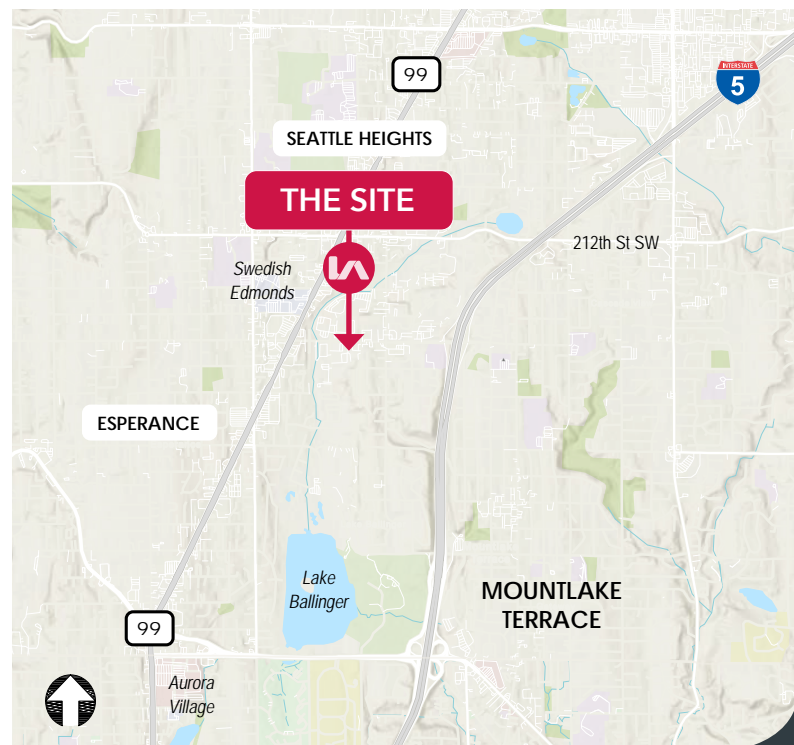 99
INTERSTATE
5
SEATTLE HEIGHTS
THE SITE
212th St SW
Swedish
Edmonds
ESPERANCE
Lake
Ballinger
MOUNTLAKE
TERRACE
99
Aurora
Village